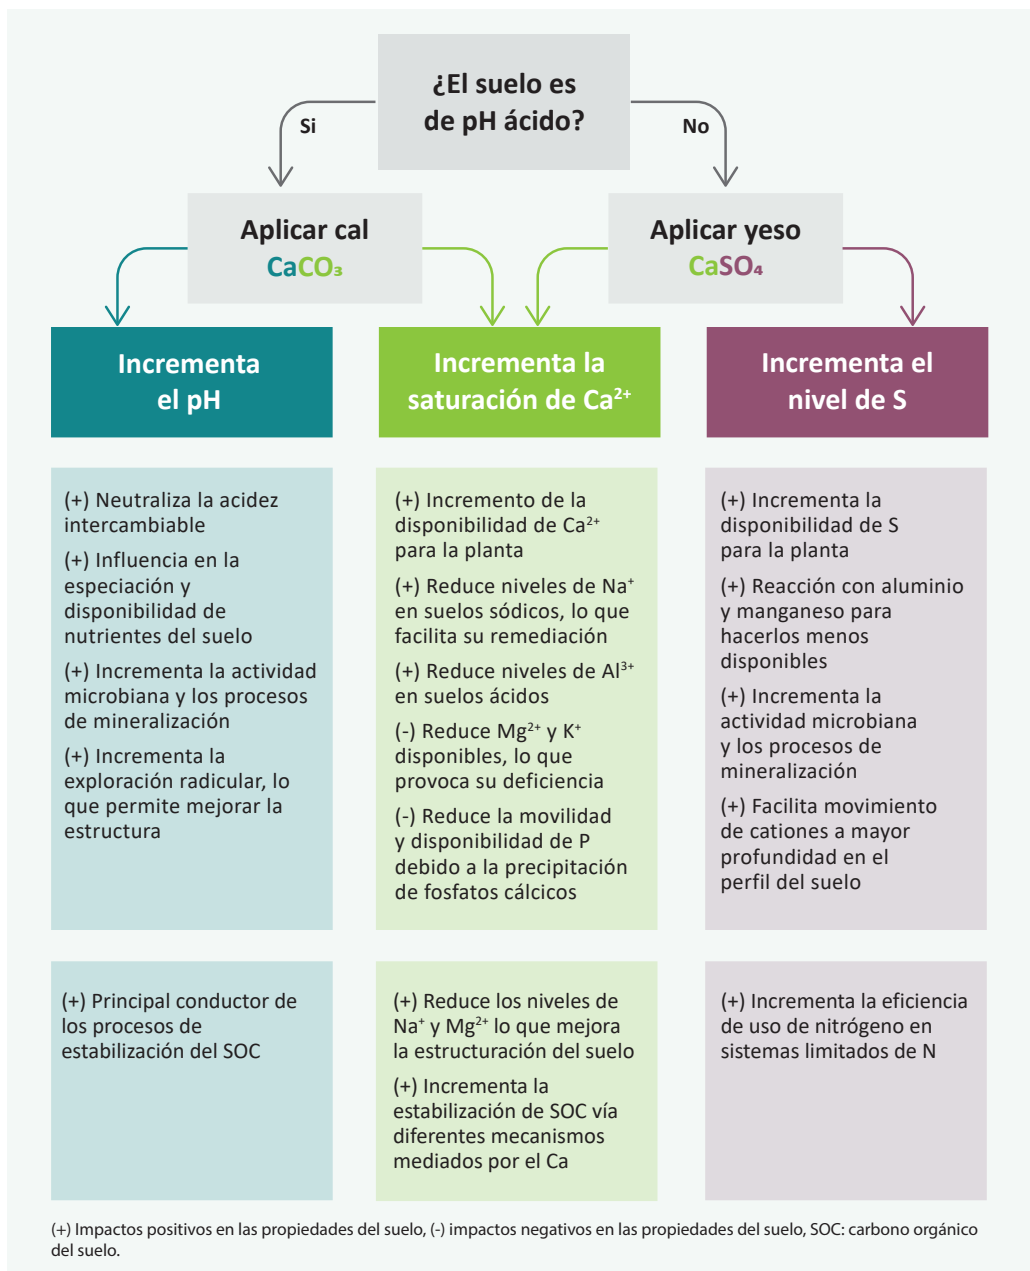 ¿El suelo es
de pH ácido?
Si
No
Aplicar cal
CaCO₃
Aplicar yeso
CaSO₄
Incrementa
el pH
Incrementa la
saturación de Ca²⁺
Incrementa el
nivel de S
(+) Neutraliza la acidez
intercambiable
(+) Influencia en la
especiación y
disponibilidad de
nutrientes del suelo
(+) Incrementa la actividad
microbiana y los procesos
de mineralización
(+) Incrementa la
exploración radicular, lo
que permite mejorar la
estructura
(+) Incremento de la
disponibilidad de Ca²⁺
para la planta
(+) Reduce niveles de Na⁺
en suelos sódicos, lo que
facilita su remediación
(+) Reduce niveles de Al³⁺
en suelos ácidos
(-) Reduce Mg²⁺ y K⁺
disponibles, lo que
provoca su deficiencia
(-) Reduce la movilidad
y disponibilidad de P
debido a la precipitación
de fosfatos cálcicos
(+) Incrementa la
disponibilidad de S
para la planta
(+) Reacción con aluminio
y manganeso para
hacerlos menos
disponibles
(+) Incrementa la
actividad microbiana
y los procesos de
mineralización
(+) Facilita movimiento
de cationes a mayor
profundidad en el
perfil del suelo
(+) Principal conductor de
los procesos de
estabilización del SOC
(+) Reduce los niveles de
Na⁺ y Mg²⁺ lo que mejora
la estructuración del suelo
(+) Incrementa la
estabilización de SOC vía
diferentes mecanismos
mediados por el Ca
(+) Incrementa la eficiencia
de uso de nitrógeno en
sistemas limitados de N
(+) Impactos positivos en las propiedades del suelo, (-) impactos negativos en las propiedades del suelo, SOC: carbono orgánico
del suelo.